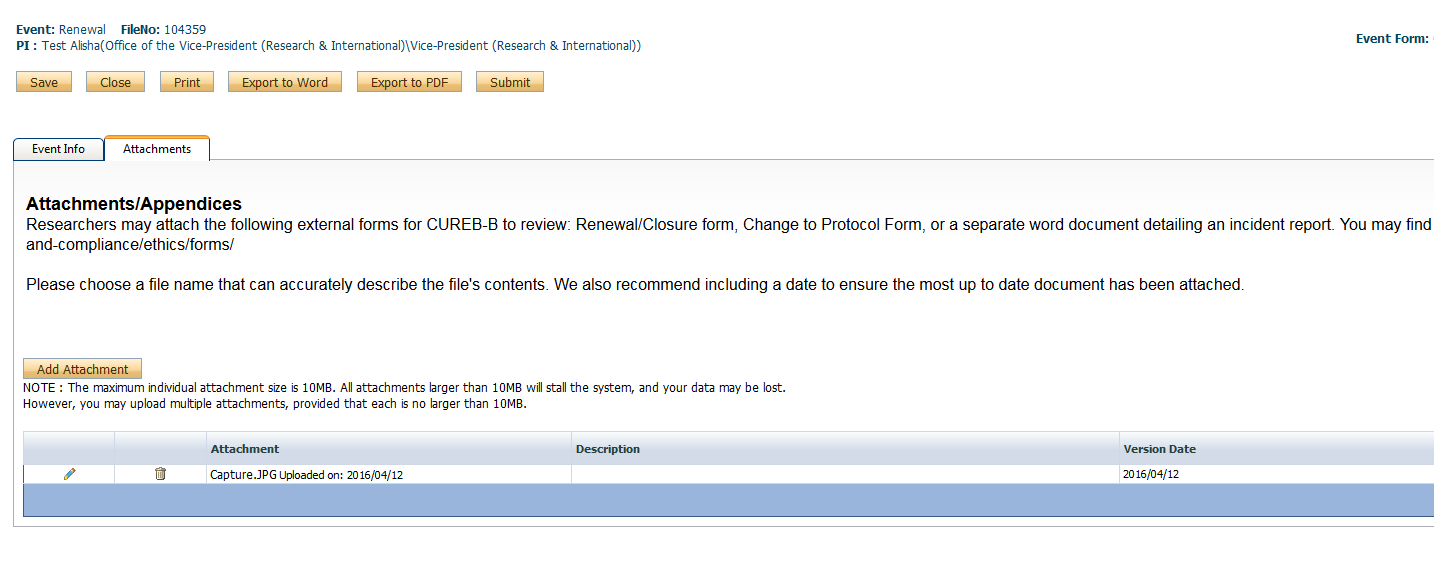 Event: Renewal FileNo: 104359
PI : Test Alisha(Office of the Vice-President (Research & International)\Vice-President (Research & International))
Event Form:
Save Close Print Export to Word Export to PDF Submit
Event Info Attachments
Attachments/Appendices
Researchers may attach the following external forms for CUREB-B to review: Renewal/Closure form, Change to Protocol Form, or a separate word document detailing an incident report. You may find
and-compliance/ethics/forms/
Please choose a file name that can accurately describe the file's contents. We also recommend including a date to ensure the most up to date document has been attached.
Add Attachment
NOTE : The maximum individual attachment size is 10MB. All attachments larger than 10MB will stall the system, and your data may be lost.
However, you may upload multiple attachments, provided that each is no larger than 10MB.
Attachment Description Version Date
Capture.JPG Uploaded on: 2016/04/12 2016/04/12